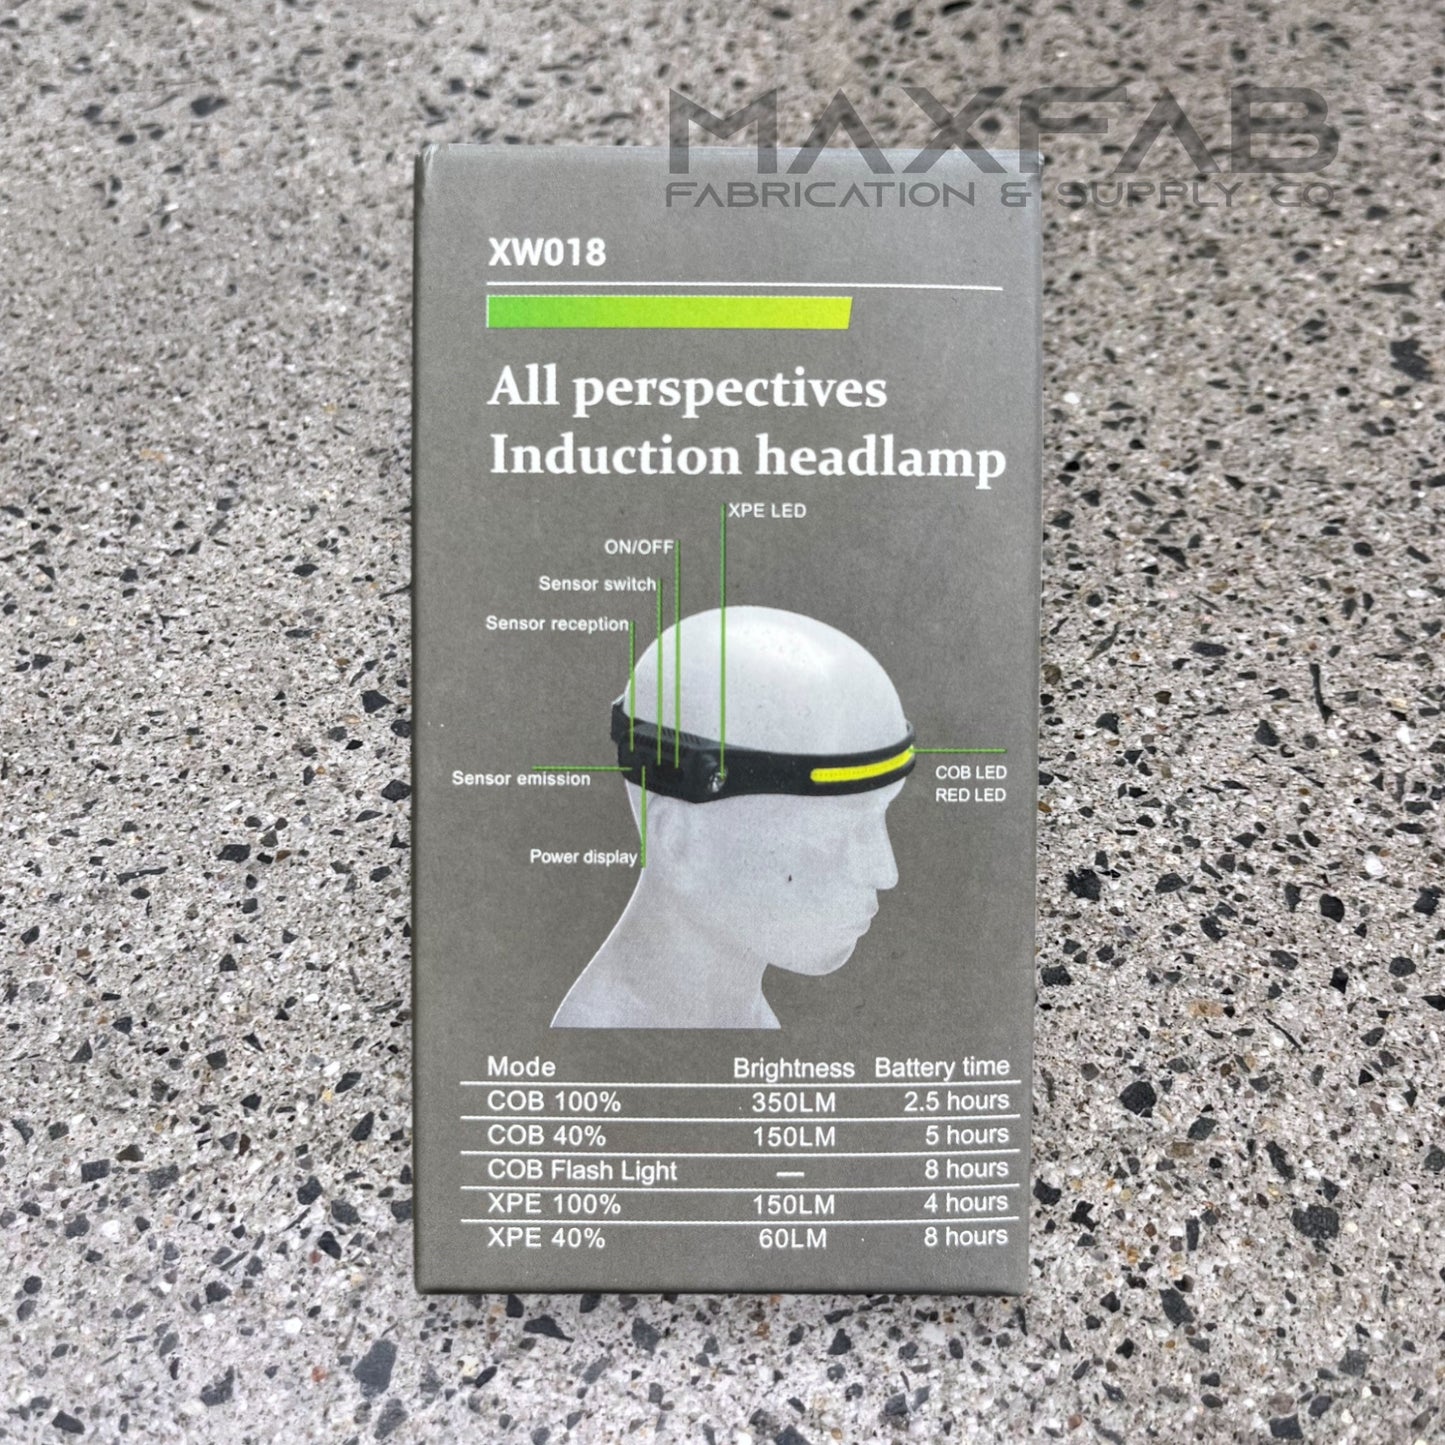 MAXFAB
FABRICATION & SUPPLY CO
XW018
All perspectives
Induction headlamp
XPE LED
ON/OFF
Sensor switch
Sensor reception
Sensor emission
COB LED
RED LED
Power display
Mode Brightness Battery time
COB 100% 350LM 2.5 hours
COB 40% 150LM 5 hours
COB Flash Light — 8 hours
XPE 100% 150LM 4 hours
XPE 40% 60LM 8 hours